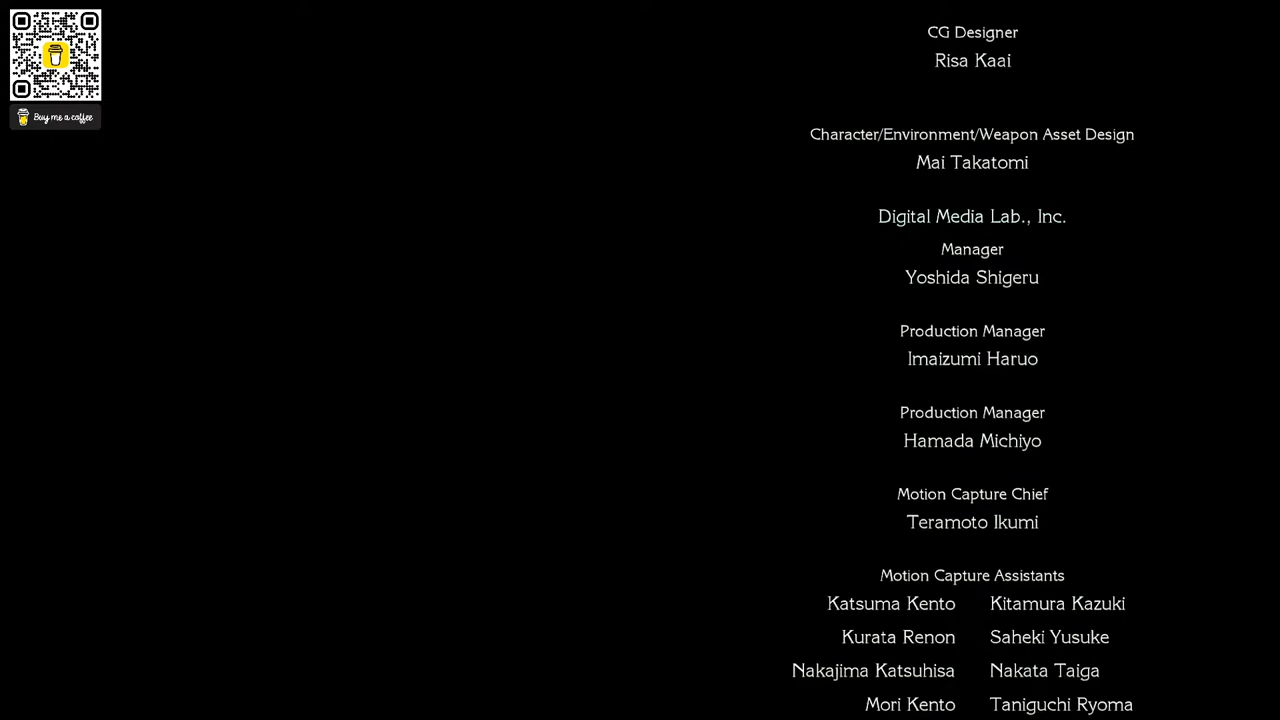 Buy me a coffee
CG Designer
Risa Kaai
Character/Environment/Weapon Asset Design
Mai Takatomi
Digital Media Lab., Inc.
Manager
Yoshida Shigeru
Production Manager
Imaizumi Haruo
Production Manager
Hamada Michiyo
Motion Capture Chief
Teramoto Ikumi
Motion Capture Assistants
Katsuma Kento Kitamura Kazuki
Kurata Renon Saheki Yusuke
Nakajima Katsuhisa Nakata Taiga
Mori Kento Taniguchi Ryoma